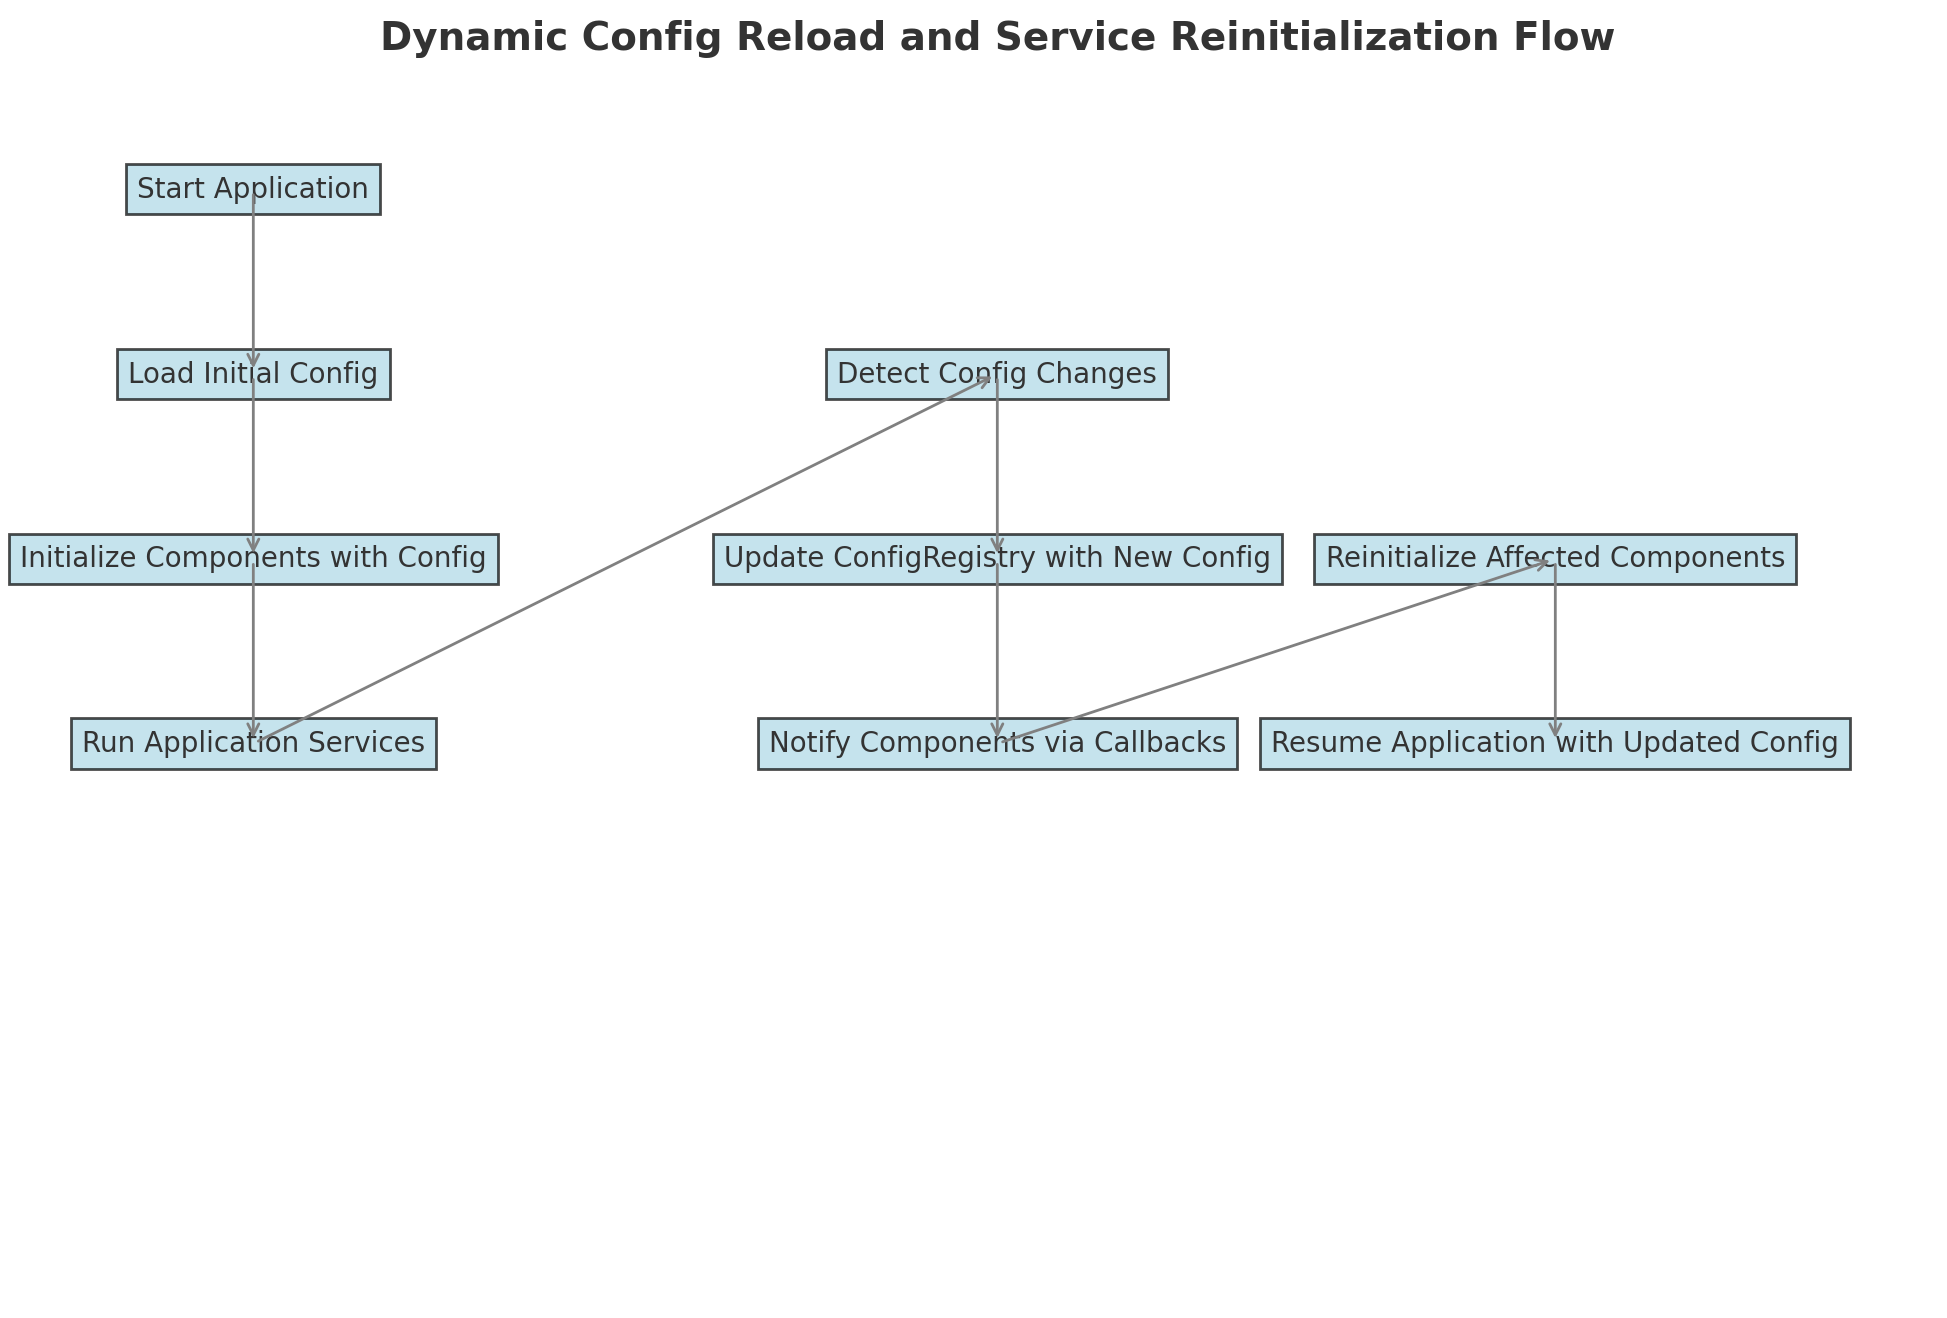 Dynamic Config Reload and Service Reinitialization Flow
Start Application
Load Initial Config
Initialize Components with Config
Run Application Services
Detect Config Changes
Update ConfigRegistry with New Config
Notify Components via Callbacks
Reinitialize Affected Components
Resume Application with Updated Config